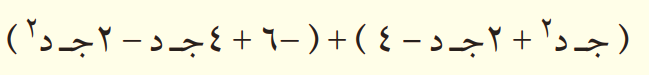 ( جـ د٢ + ٢جـ د − ٤ ) + ( −٦ + ٤جـ د − ٢جـ د٢ )